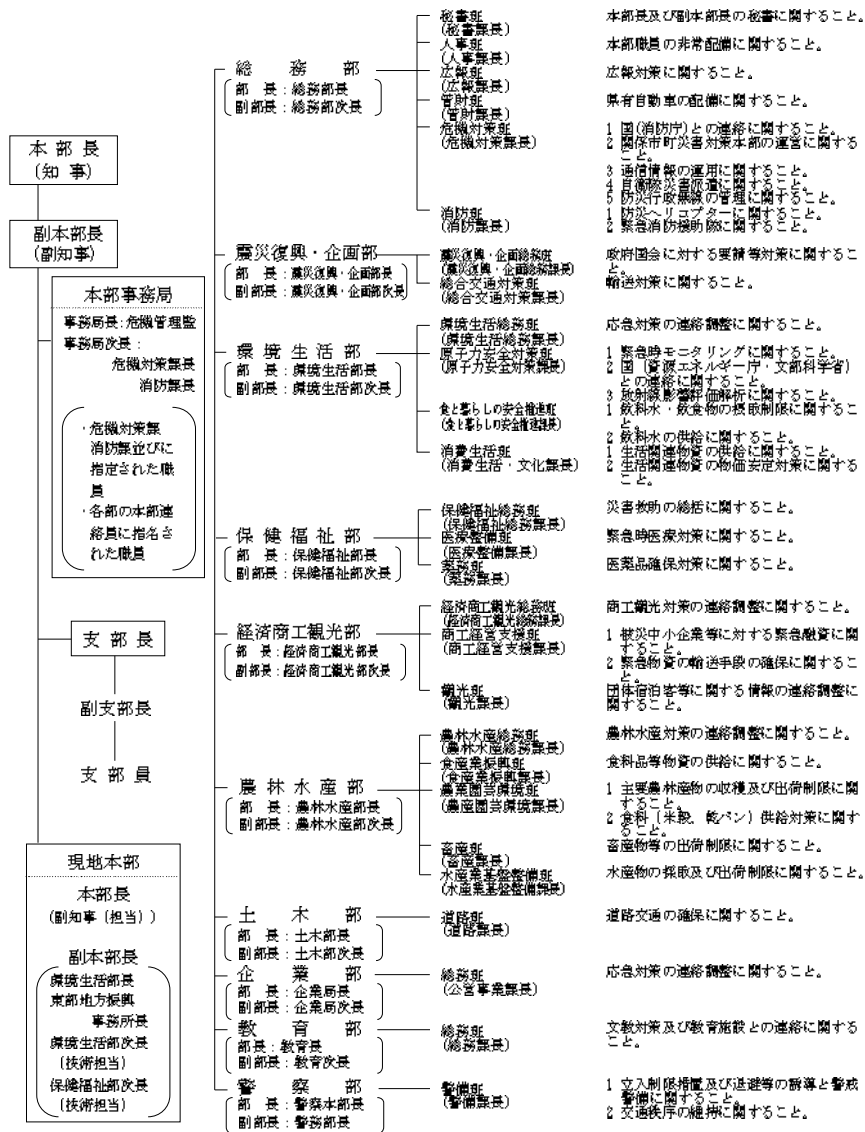 本部長
(知事)
副本部長
(副知事)
本部事務局
事務局長：危機管理監
事務局次長：
危機対策課長
消防課長
・危機対策課
消防課並びに
指定された職
員
・各部の本部連
絡員に指名さ
れた職員
支部長
副支部長
支部員
現地本部
本部長
(副知事（担当）)
副本部長
環境生活部長
東部地方振興
事務所長
環境生活部次長
(技術担当)
保健福祉部次長
(技術担当)
総務部
部　長：総務部長
副部長：総務部次長
秘書班
(秘書課長)
本部長及び副本部長の秘書に関すること。
人事班
(人事課長)
本部職員の非常配備に関すること。
広報班
(広報課長)
広報対策に関すること。
管財班
(管財課長)
県有自動車の配備に関すること。
危機対策班
(危機対策課長)
1 国(消防庁)との連絡に関すること。
2 関係市町災害対策本部の運営に関する
こと。
3 通信情報の運用に関すること。
4 自衛隊災害派遣に関すること。
5 防災行政無線の管理に関すること。
消防班
(消防課長)
1 防災ヘリコプターに関すること。
2 緊急消防援助隊に関すること。
震災復興・企画部
部　長：震災復興・企画部長
副部長：震災復興・企画部次長
震災復興・企画総務班
(震災復興・企画総務課長)
政府国会に対する要請等対策に関するこ
と。
総合交通対策班
(総合交通対策課長)
輸送対策に関すること。
環境生活部
部　長：環境生活部長
副部長：環境生活部次長
環境生活総務班
(環境生活総務課長)
応急対策の連絡調整に関すること。
原子力安全対策班
(原子力安全対策課長)
1 緊急時モニタリングに関すること。
2 国（資源エネルギー庁・文部科学省）
との連絡に関すること。
3 放射線影響評価解析に関すること。
食と暮らしの安全推進班
(食と暮らしの安全推進課長)
1 飲料水・飲食物の摂取制限に関するこ
と。
2 飲料水の供給に関すること。
消費生活班
(消費生活・文化課長)
1 生活関連物資の供給に関すること。
2 生活関連物資の物価安定対策に関する
こと。
保健福祉部
部　長：保健福祉部長
副部長：保健福祉部次長
保健福祉総務班
(保健福祉総務課長)
災害救助の総括に関すること。
医療整備班
(医療整備課長)
緊急時医療対策に関すること。
薬務班
(薬務課長)
医薬品確保対策に関すること。
経済商工観光部
部　長：経済商工観光部長
副部長：経済商工観光部次長
経済商工観光総務班
(経済商工観光総務課長)
商工観光対策の連絡調整に関すること。
商工経営支援班
(商工経営支援課長)
1 被災中小企業等に対する緊急融資に関
すること。
2 緊急物資の輸送手段の確保に関するこ
と。
観光班
(観光課長)
団体宿泊客等に関する情報の連絡調整に
関すること。
農林水産部
部　長：農林水産部長
副部長：農林水産部次長
農林水産総務班
(農林水産総務課長)
農林水産対策の連絡調整に関すること。
食産業振興班
(食産業振興課長)
食料品等物資の供給に関すること。
農業園芸環境班
(農産園芸環境課長)
1 主要農林産物の収穫及び出荷制限に関
すること。
2 食料（米穀、乾パン）供給対策に関す
ること。
畜産班
(畜産課長)
畜産物等の出荷制限に関すること。
水産業基盤整備班
(水産業基盤整備課長)
水産物の採取及び出荷制限に関すること。
土木部
部　長：土木部長
副部長：土木部次長
道路班
(道路課長)
道路交通の確保に関すること。
企業部
部　長：企業局長
副部長：企業局次長
総務班
(公営事業課長)
応急対策の連絡調整に関すること。
教育部
部長：教育長
副部長：教育次長
総務班
(総務課長)
文教対策及び教育施設との連絡に関する
こと。
警察部
部　長：警察本部長
副部長：警務部長
警備班
(警備課長)
1 立入制限措置及び退避等の誘導と警戒
警備に関すること。
2 交通秩序の維持に関すること。